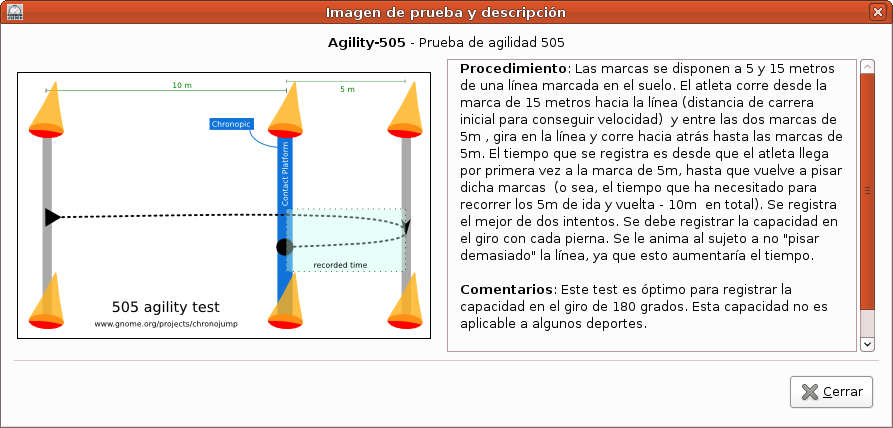 Imagen de prueba y descripción
Agility-505 - Prueba de agilidad 505
10 m
5 m
Chronopic
Contact Platform
recorded time
505 agility test
www.gnome.org/projects/chronojump
Procedimiento: Las marcas se disponen a 5 y 15 metros
de una línea marcada en el suelo. El atleta corre desde la
marca de 15 metros hacia la línea (distancia de carrera
inicial para conseguir velocidad)  y entre las dos marcas de
5m , gira en la línea y corre hacia atrás hasta las marcas de
5m. El tiempo que se registra es desde que el atleta llega
por primera vez a la marca de 5m, hasta que vuelve a pisar
dicha marcas  (o sea, el tiempo que ha necesitado para
recorrer los 5m de ida y vuelta - 10m  en total). Se registra
el mejor de dos intentos. Se debe registrar la capacidad en
el giro con cada pierna. Se le anima al sujeto a no "pisar
demasiado" la línea, ya que esto aumentaría el tiempo.
Comentarios: Este test es óptimo para registrar la
capacidad en el giro de 180 grados. Esta capacidad no es
aplicable a algunos deportes.
Cerrar